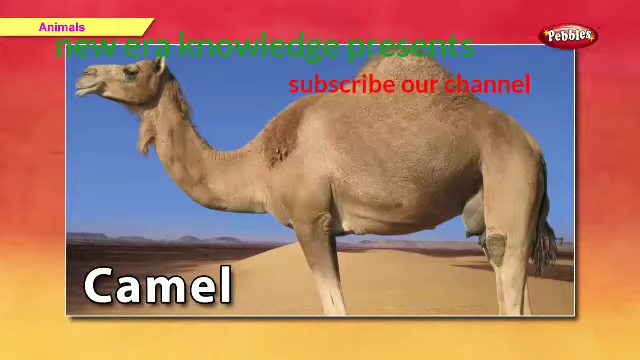 Animals
Pebbles
new era knowledge presents
subscribe our channel
Camel